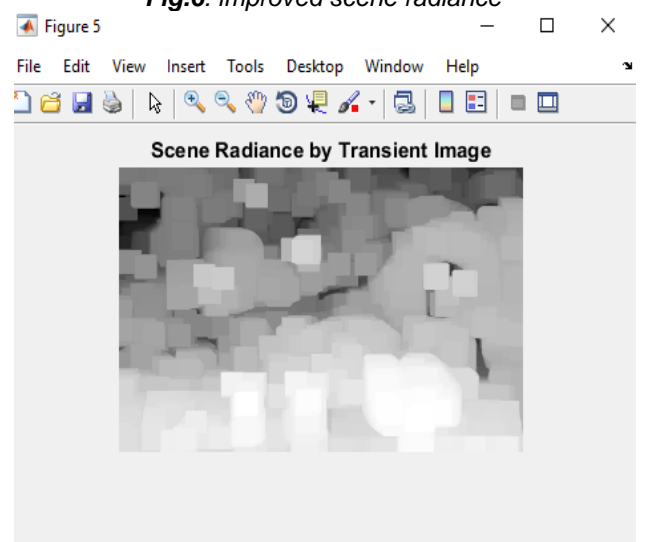 Fig.6: Improved scene radiance
Figure 5
File Edit View Insert Tools Desktop Window Help
Scene Radiance by Transient Image